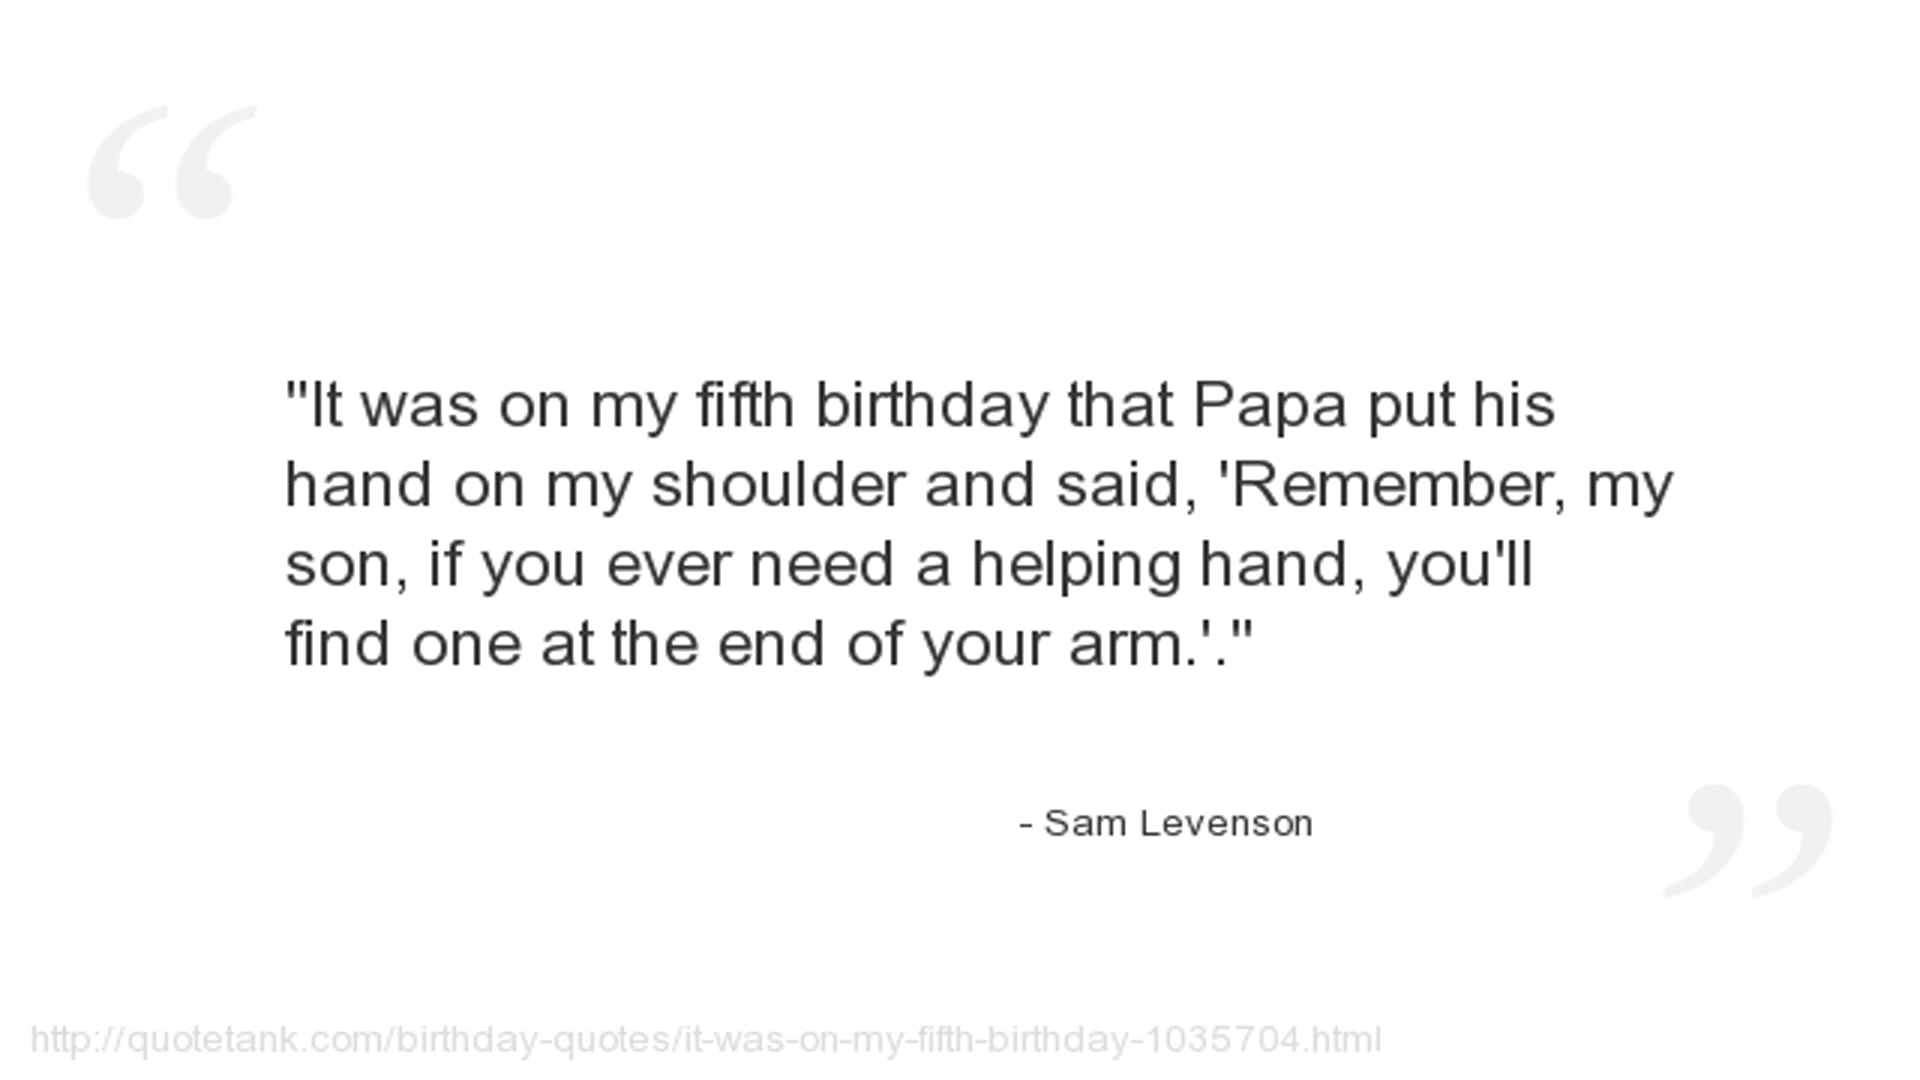 "It was on my fifth birthday that Papa put his
hand on my shoulder and said, 'Remember, my
son, if you ever need a helping hand, you'll
find one at the end of your arm.'."
- Sam Levenson
http://quotetank.com/birthday-quotes/it-was-on-my-fifth-birthday-1035704.html